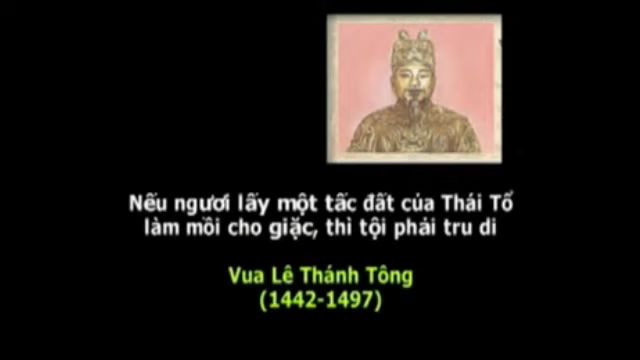 Nếu ngươi lấy một tấc đất của Thái Tổ
làm mồi cho giặc, thì tội phải tru di
Vua Lê Thánh Tông
(1442-1497)